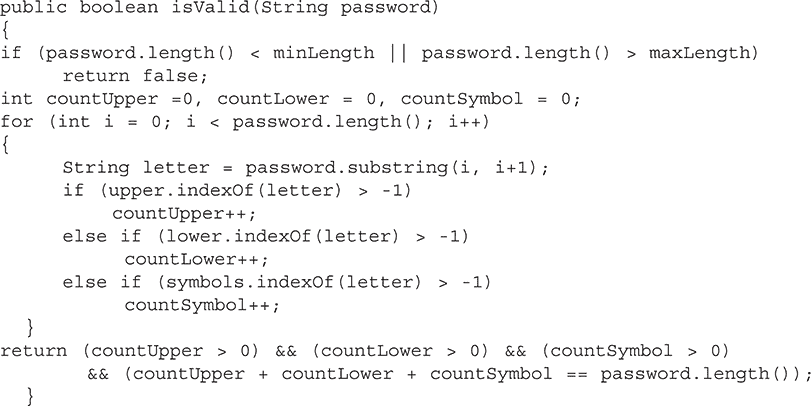 public boolean isValid(String password)
{
if (password.length() < minLength || password.length() > maxLength)
return false;
int countUpper =0, countLower = 0, countSymbol = 0;
for (int i = 0; i < password.length(); i++)
{
String letter = password.substring(i, i+1);
if (upper.indexOf(letter) > -1)
countUpper++;
else if (lower.indexOf(letter) > -1)
countLower++;
else if (symbols.indexOf(letter) > -1)
countSymbol++;
}
return (countUpper > 0) && (countLower > 0) && (countSymbol > 0)
&& (countUpper + countLower + countSymbol == password.length());
}